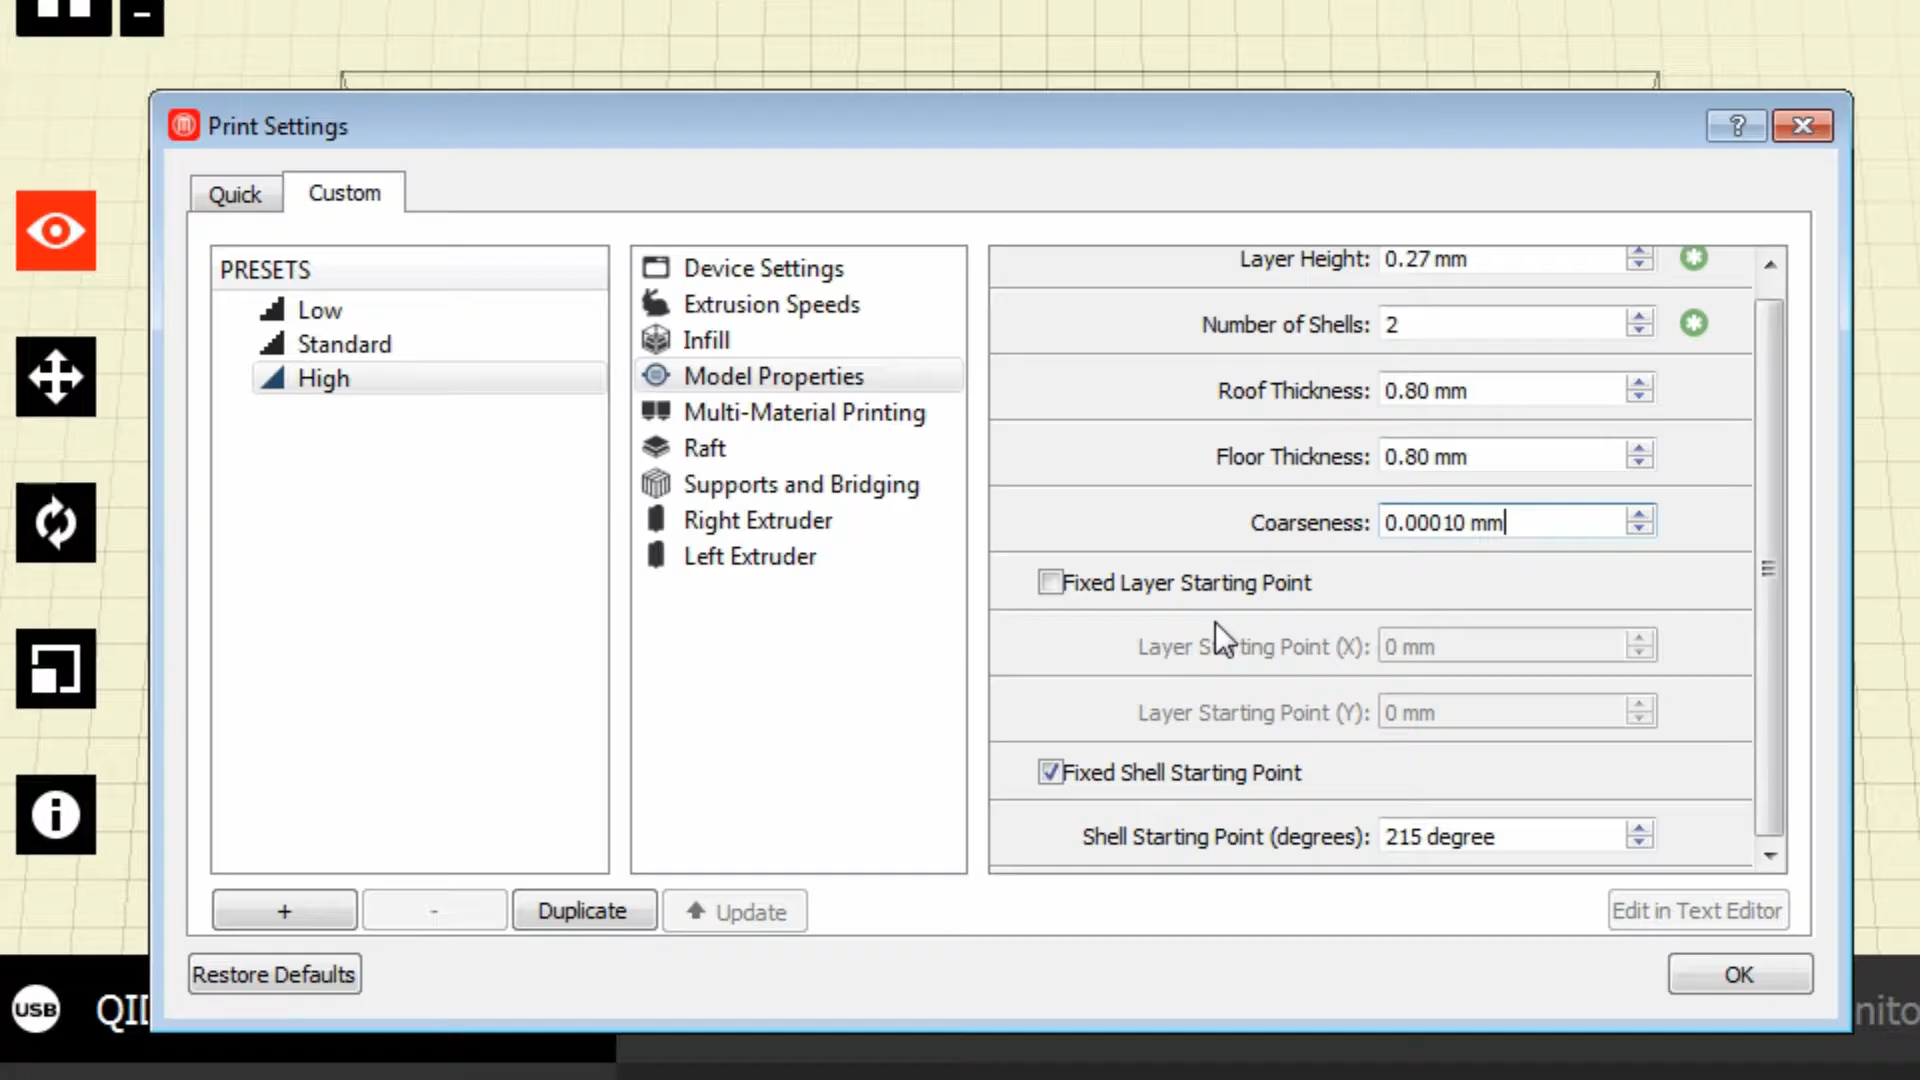 Print Settings
?
Quick
Custom
PRESETS
Low
Standard
High
Device Settings
Extrusion Speeds
Infill
Model Properties
Multi-Material Printing
Raft
Supports and Bridging
Right Extruder
Left Extruder
Layer Height: 0.27 mm
Number of Shells: 2
Roof Thickness: 0.80 mm
Floor Thickness: 0.80 mm
Coarseness: 0.00010 mm
Fixed Layer Starting Point
Layer Starting Point (X): 0 mm
Layer Starting Point (Y): 0 mm
Fixed Shell Starting Point
Shell Starting Point (degrees): 215 degree
+
-
Duplicate
Update
Edit in Text Editor
Restore Defaults
OK
USB
QI
nito